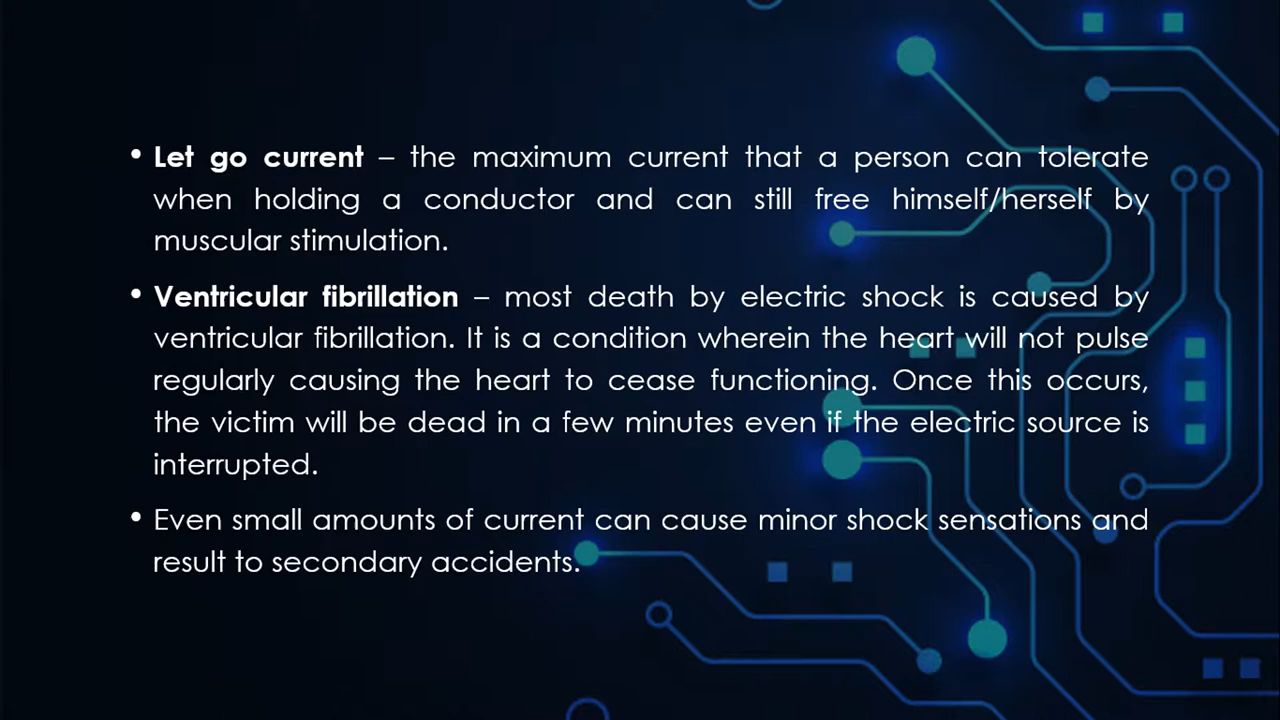 • Let go current – the maximum current that a person can tolerate
when holding a conductor and can still free himself/herself by
muscular stimulation.
• Ventricular fibrillation – most death by electric shock is caused by
ventricular fibrillation. It is a condition wherein the heart will not pulse
regularly causing the heart to cease functioning. Once this occurs,
the victim will be dead in a few minutes even if the electric source is
interrupted.
• Even small amounts of current can cause minor shock sensations and
result to secondary accidents.